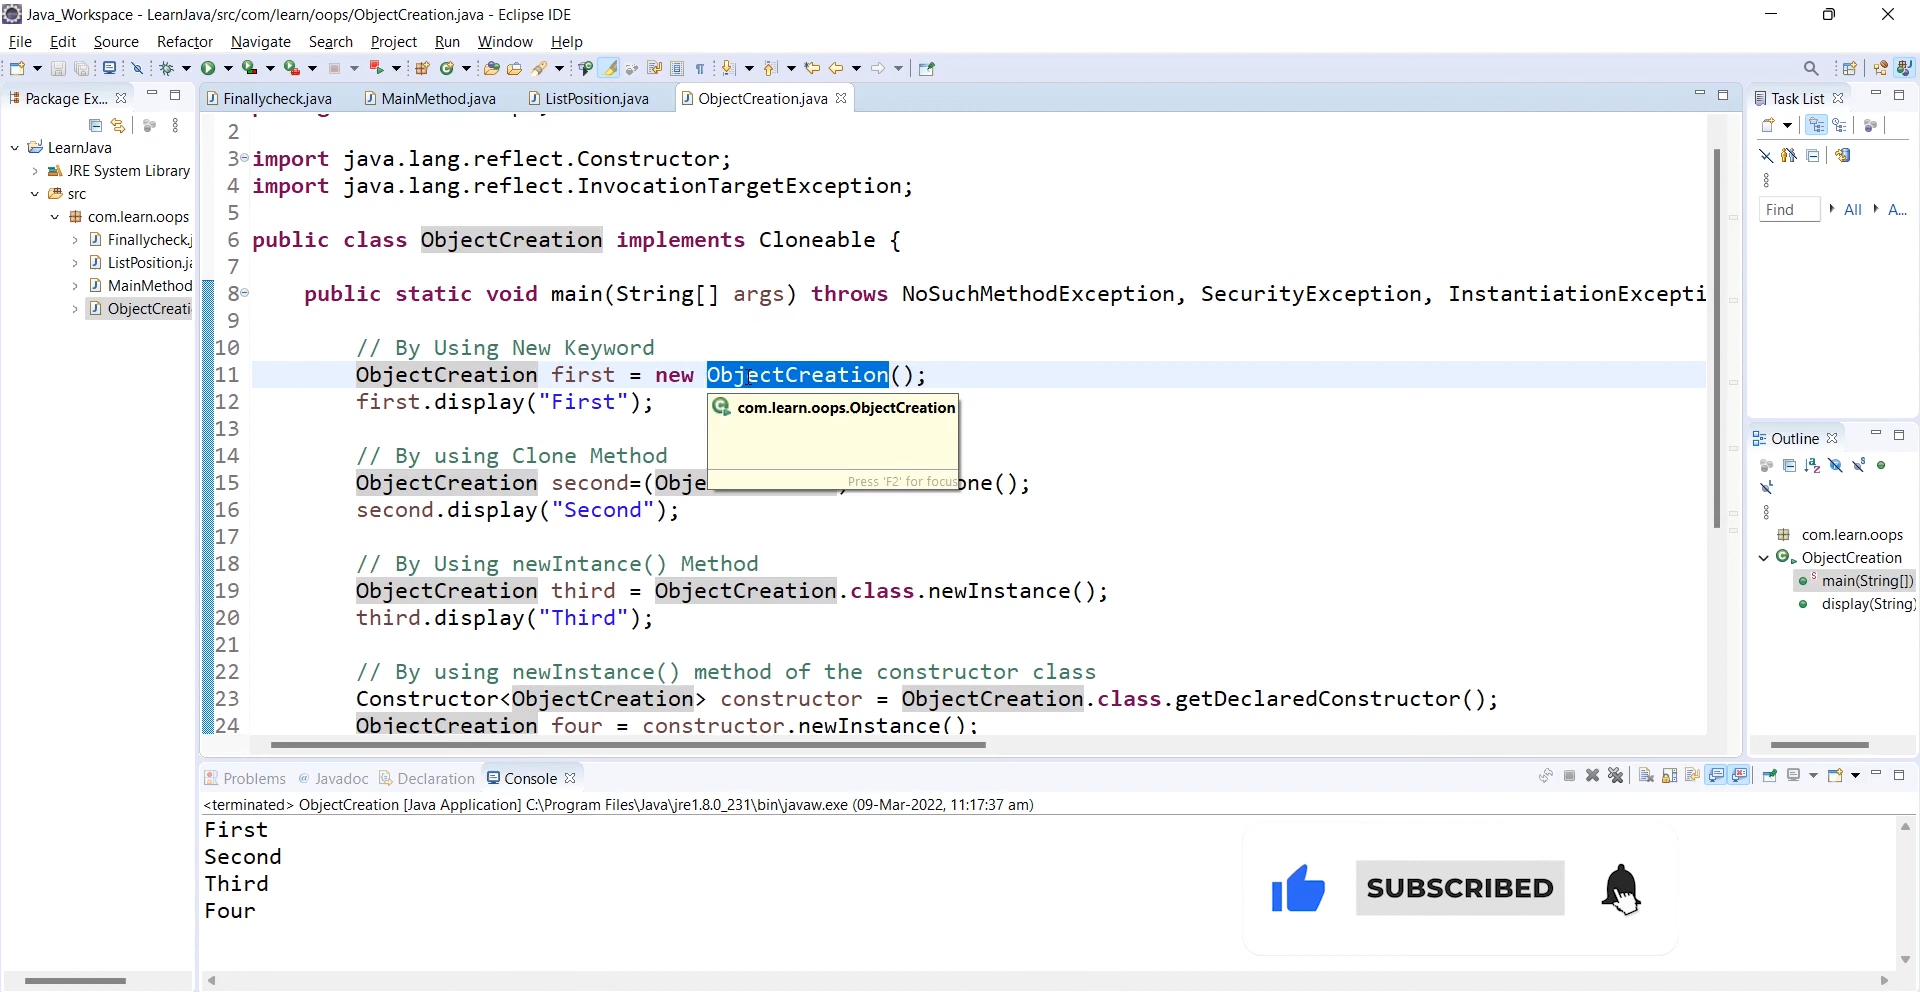 Java_Workspace - LearnJava/src/com/learn/oops/ObjectCreation.java - Eclipse IDE
File Edit Source Refactor Navigate Search Project Run Window Help
Package Ex...
Finallycheck.java MainMethod.java ListPosition.java ObjectCreation.java
Task List
LearnJava
JRE System Library
src
com.learn.oops
Finallycheck.j
ListPosition.ja
MainMethod
ObjectCreati
2
3 import java.lang.reflect.Constructor;
4 import java.lang.reflect.InvocationTargetException;
5
6 public class ObjectCreation implements Cloneable {
7
8 public static void main(String[] args) throws NoSuchMethodException, SecurityException, InstantiationExcepti
9
10 // By Using New Keyword
11 ObjectCreation first = new ObjectCreation();
12 first.display("First");
com.learn.oops.ObjectCreation
13
14 // By using Clone Method
15 ObjectCreation second=(Obje one();
Press 'F2' for focus
16 second.display("Second");
17
18 // By Using newIntance() Method
19 ObjectCreation third = ObjectCreation.class.newInstance();
20 third.display("Third");
21
22 // By using newInstance() method of the constructor class
23 Constructor<ObjectCreation> constructor = ObjectCreation.class.getDeclaredConstructor();
24 ObjectCreation four = constructor.newInstance();
Find All A...
Outline
com.learn.oops
ObjectCreation
main(String[])
display(String)
Problems Javadoc Declaration Console
<terminated> ObjectCreation [Java Application] C:\Program Files\Java\jre1.8.0_231\bin\javaw.exe (09-Mar-2022, 11:17:37 am)
First
Second
Third
Four
SUBSCRIBED